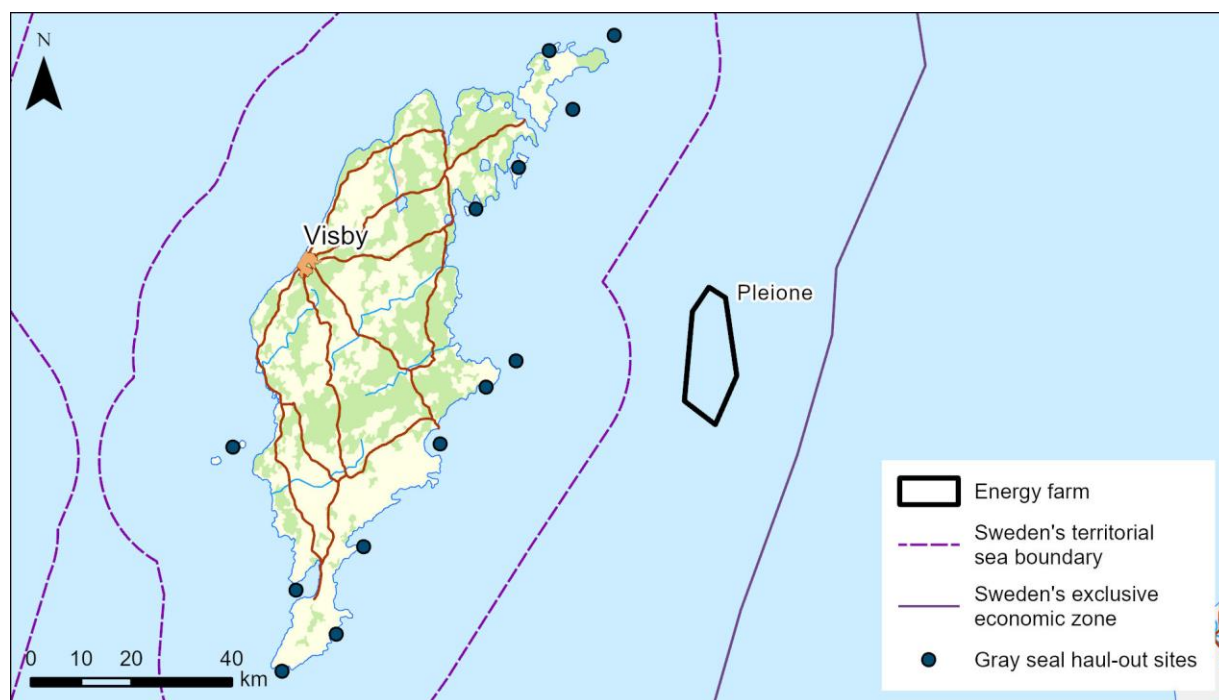 N
Visby
Pleione
Energy farm
Sweden's territorial
sea boundary
Sweden's exclusive
economic zone
Gray seal haul-out sites
0 10 20 40
km